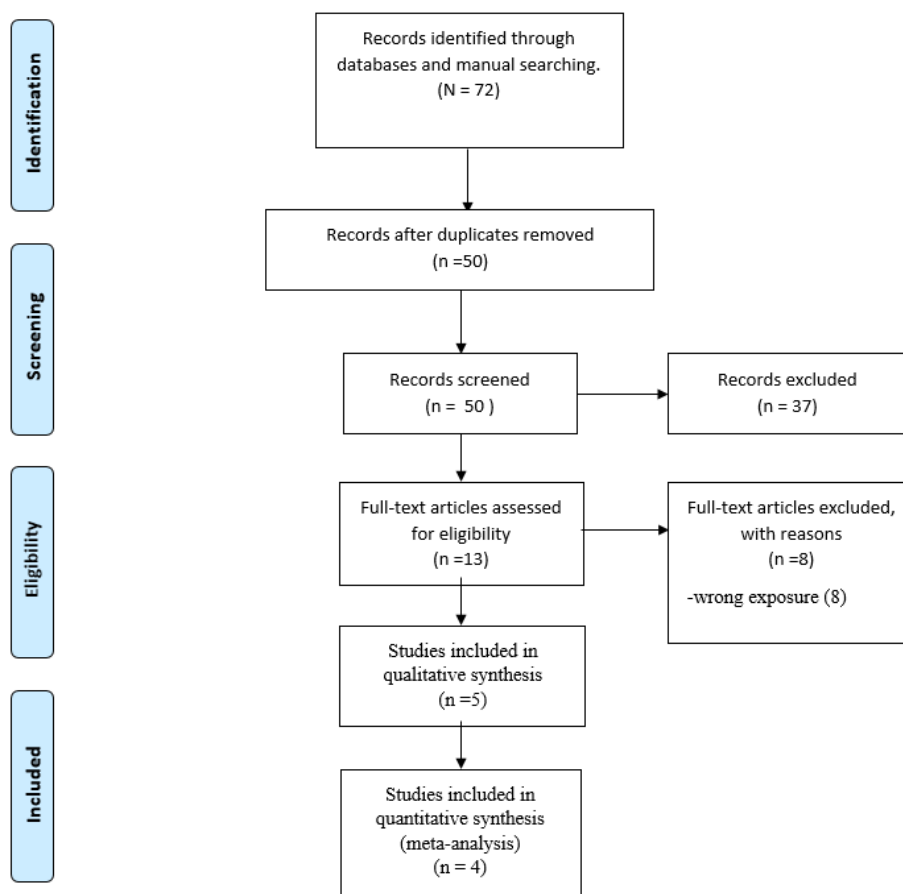 Identification
Records identified through
databases and manual searching.
(N = 72)
Records after duplicates removed
(n =50)
Screening
Records screened
(n = 50 )
Records excluded
(n = 37)
Eligibility
Full-text articles assessed
for eligibility
(n =13)
Full-text articles excluded,
with reasons
(n =8)
-wrong exposure (8)
Studies included in
qualitative synthesis
(n =5)
Included
Studies included in
quantitative synthesis
(meta-analysis)
(n = 4)